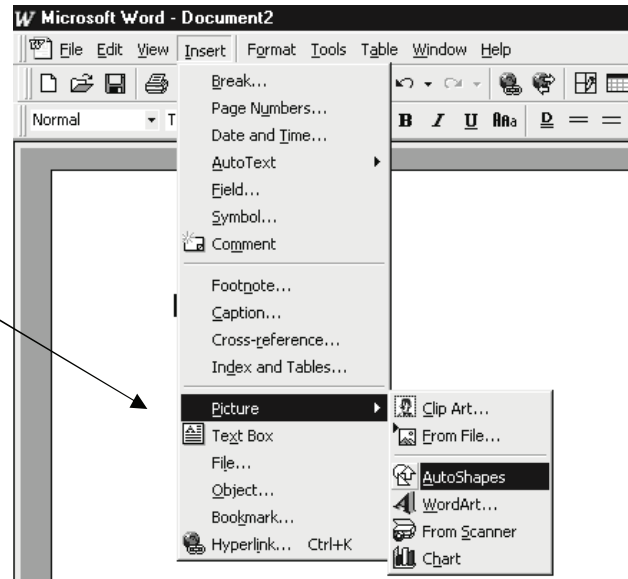 Microsoft Word - Document2
File Edit View Insert Format Tools Table Window Help
Normal T B I U D
Break...
Page Numbers...
Date and Time...
AutoText
Field...
Symbol...
Comment
Footnote...
Caption...
Cross-reference...
Index and Tables...
Picture
Text Box
File...
Object...
Bookmark...
Hyperlink... Ctrl+K
Clip Art...
From File...
AutoShapes
WordArt...
From Scanner
Chart